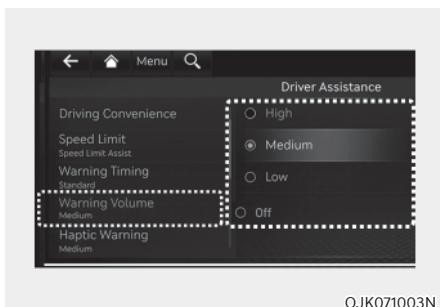 Menu
Driver Assistance
Driving Convenience
Speed Limit
Speed Limit Assist
Warning Timing
Standard
Warning Volume
Medium
Haptic Warning
Medium
High
Medium
Low
Off
OJK071003N